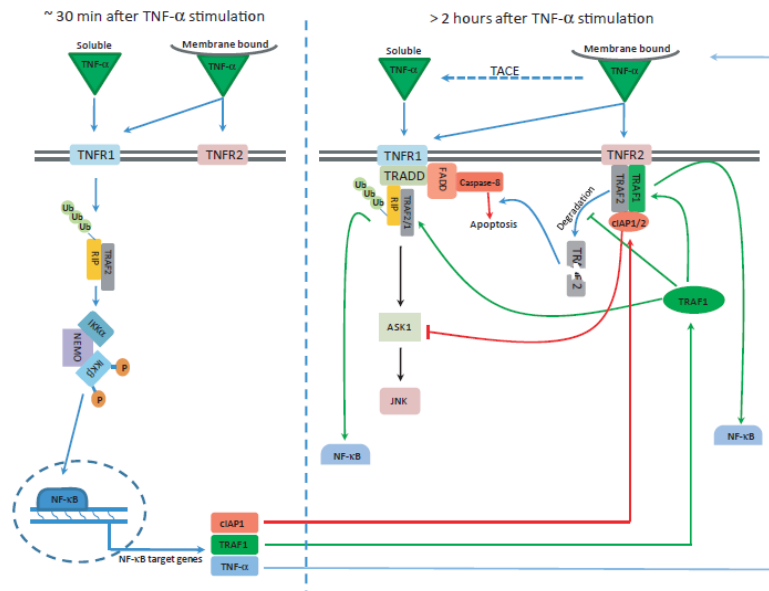 ~ 30 min after TNF-α stimulation
Soluble
Membrane bound
TNF-α
TNF-α
TNFR1
TNFR2
Ub
Ub
Ub
RIP
TRAF2
IKKα
NEMO
IKKβ
P
P
NF-κB
NF-κB target genes
cIAP1
TRAF1
TNF-α
> 2 hours after TNF-α stimulation
Soluble
Membrane bound
TNF-α
TACE
TNF-α
TNFR1
TNFR2
TRADD
FADD
Caspase-8
Ub
Ub
Ub
RIP
TRAF2/1
Apoptosis
Degradation
TRAF2
TRAF1
cIAP1/2
TRAF2
TRAF1
ASK1
JNK
NF-κB
NF-κB